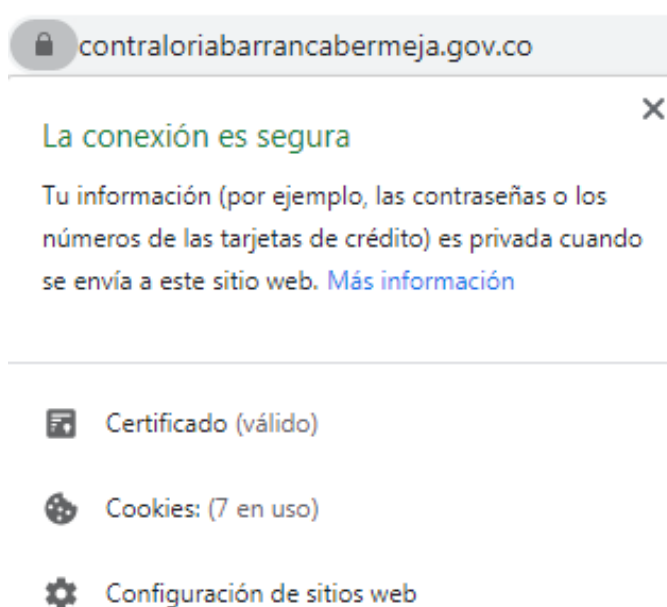 contraloriabarrancabermeja.gov.co
La conexión es segura
Tu información (por ejemplo, las contraseñas o los
números de las tarjetas de crédito) es privada cuando
se envía a este sitio web. Más información
Certificado (válido)
Cookies: (7 en uso)
Configuración de sitios web